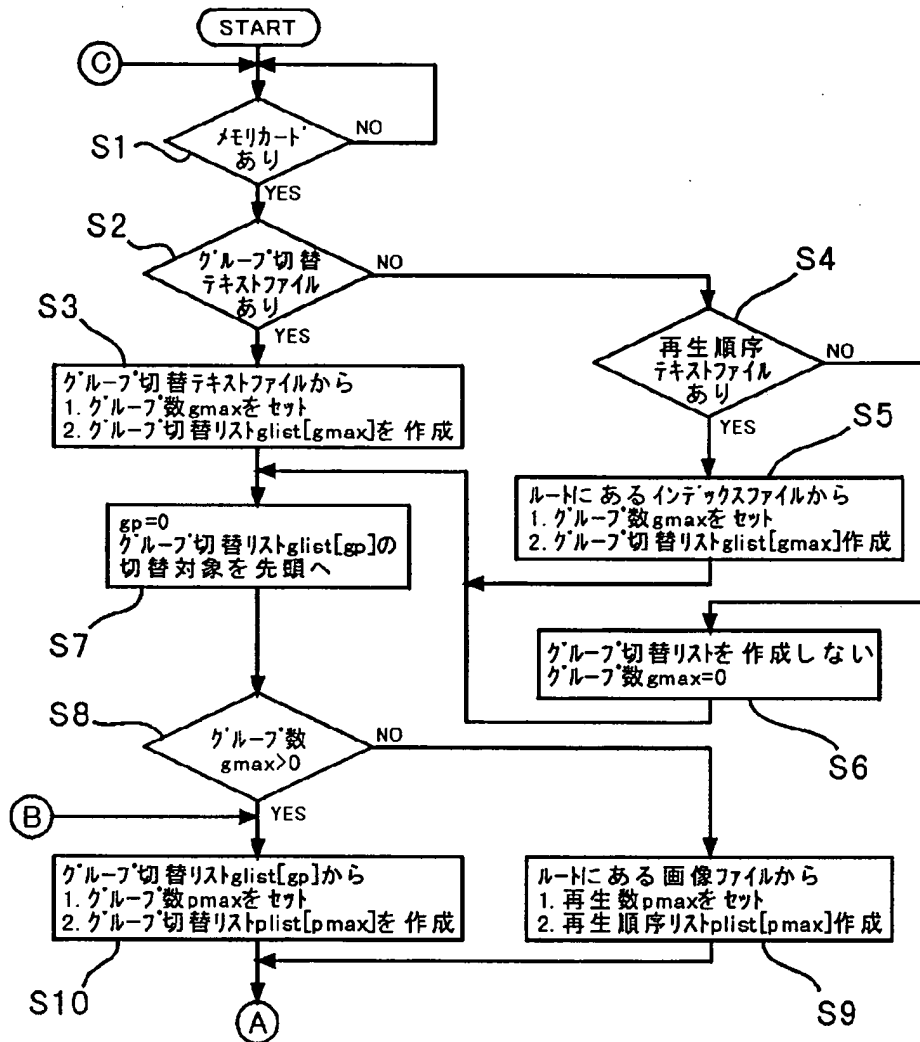 START
C
S1
メモリカード
あり
NO
YES
S2
グループ切替
テキストファイル
あり
NO
YES
S4
再生順序
テキストファイル
あり
NO
YES
S3
グループ切替テキストファイルから
1.グループ数gmaxをセット
2.グループ切替リストglist[gmax]を作成
S5
ルートにあるインデックスファイルから
1.グループ数gmaxをセット
2.グループ切替リストglist[gmax]作成
gp=0
グループ切替リストglist[gp]の
切替対象を先頭へ
S7
グループ切替リストを作成しない
グループ数gmax=0
S6
S8
グループ数
gmax>0
NO
YES
B
グループ切替リストglist[gp]から
1.グループ数pmaxをセット
2.グループ切替リストplist[pmax]を作成
S10
ルートにある画像ファイルから
1.再生数pmaxをセット
2.再生順序リストplist[pmax]作成
S9
A